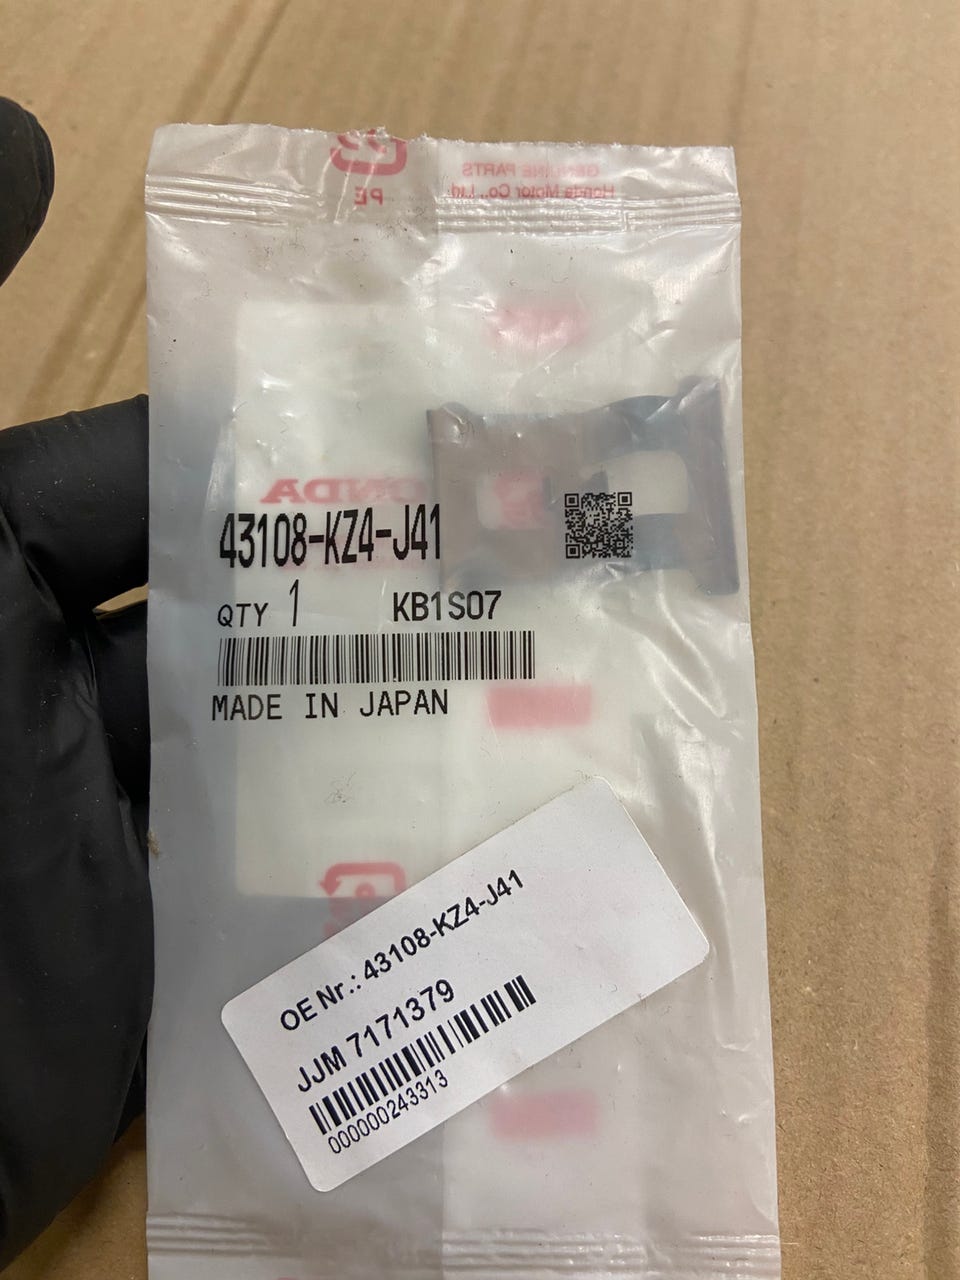 PE
GENUINE PARTS
Honda Motor Co., Ltd.
HONDA
43108-KZ4-J41
QTY 1 KB1S07
MADE IN JAPAN
OE Nr.: 43108-KZ4-J41
JJM 7171379
000000243313